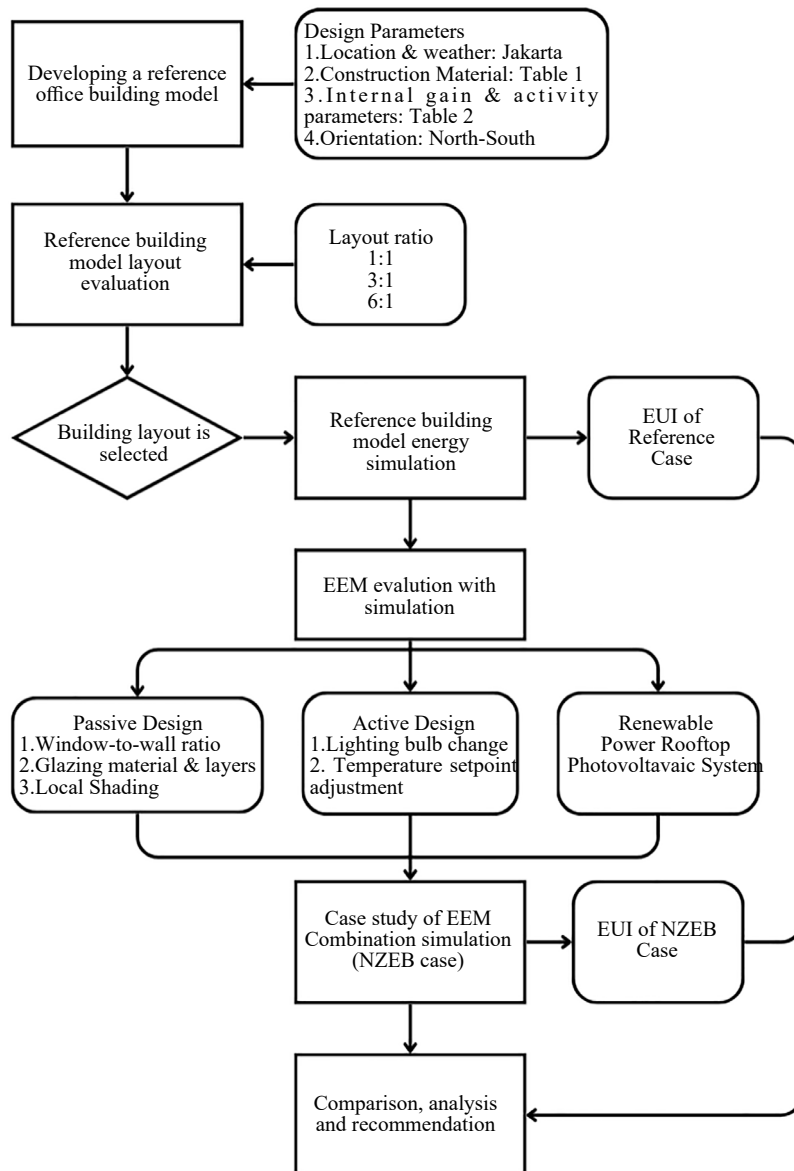 Design Parameters
1.Location & weather: Jakarta
2.Construction Material: Table 1
3.Internal gain & activity
parameters: Table 2
4.Orientation: North-South
Developing a reference
office building model
Reference building
model layout
evaluation
Layout ratio
1:1
3:1
6:1
Building layout is
selected
Reference building
model energy
simulation
EUI of
Reference
Case
EEM evalution with
simulation
Passive Design
1.Window-to-wall ratio
2.Glazing material & layers
3.Local Shading
Active Design
1.Lighting bulb change
2. Temperature setpoint
adjustment
Renewable
Power Rooftop
Photovoltavaic System
Case study of EEM
Combination simulation
(NZEB case)
EUI of NZEB
Case
Comparison, analysis
and recommendation